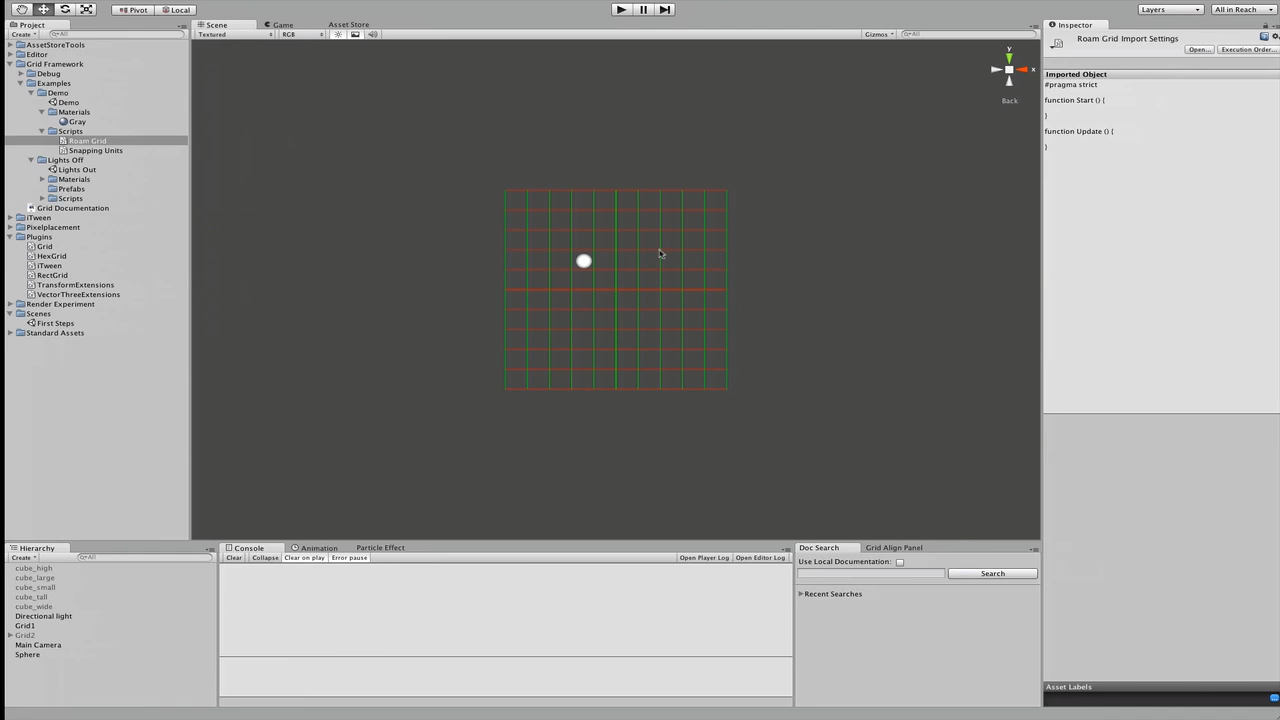 Pivot Local Layers All in Reach
Project
Create All
AssetStoreTools
Editor
Grid Framework
Debug
Examples
Demo
Demo
Materials
Gray
Scripts
Roam Grid
Snapping Units
Lights Off
Lights Out
Materials
Prefabs
Scripts
Grid Documentation
iTween
Pixelplacement
Plugins
Grid
HexGrid
iTween
RectGrid
TransformExtensions
VectorThreeExtensions
Render Experiment
Scenes
First Steps
Standard Assets
Scene Game Asset Store
Textured RGB Gizmos All
y
x
Back
Inspector
Roam Grid Import Settings
Open... Execution Order...
Imported Object
#pragma strict
function Start () {
}
function Update () {
}
Hierarchy
Create All
cube_high
cube_large
cube_small
cube_tall
cube_wide
Directional light
Grid1
Grid2
Main Camera
Sphere
Console Animation Particle Effect
Clear Collapse Clear on play Error pause Open Player Log Open Editor Log
Doc Search Grid Align Panel
Use Local Documentation:
Search
Recent Searches
Asset Labels